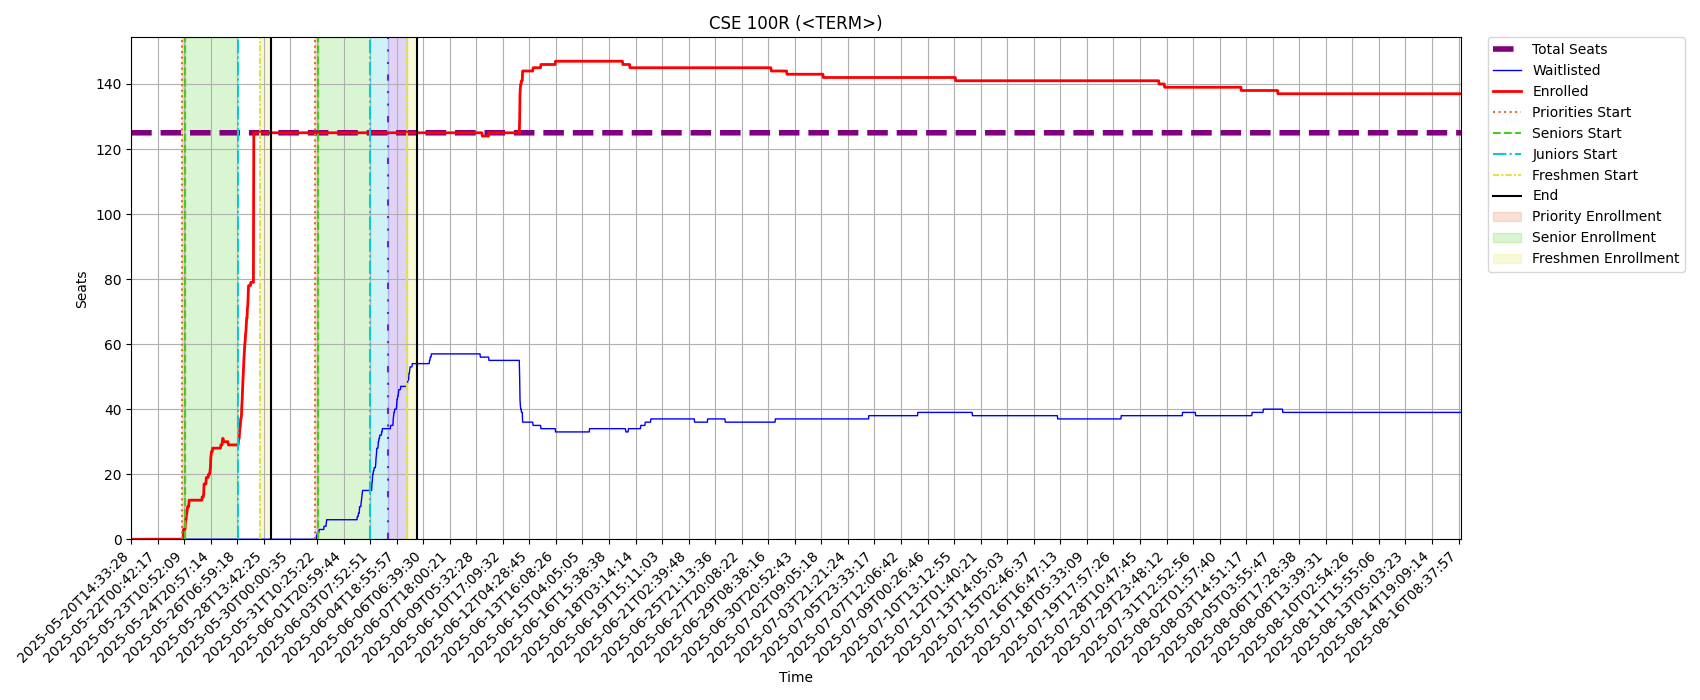 CSE 100R (<TERM>)
Seats
140
120
100
80
60
40
20
0
2025-05-20T14:33:28
2025-05-22T00:42:17
2025-05-23T10:52:09
2025-05-24T20:57:14
2025-05-26T06:59:18
2025-05-28T13:42:25
2025-05-30T00:00:35
2025-05-31T10:25:22
2025-06-01T20:59:44
2025-06-03T07:52:51
2025-06-04T18:55:57
2025-06-06T06:39:30
2025-06-07T18:00:21
2025-06-09T05:32:28
2025-06-10T17:09:32
2025-06-12T04:28:45
2025-06-13T16:08:26
2025-06-15T04:05:05
2025-06-16T15:38:38
2025-06-18T03:14:14
2025-06-19T15:11:03
2025-06-21T02:39:48
2025-06-25T21:13:36
2025-06-27T20:08:22
2025-06-29T08:38:16
2025-06-30T20:52:43
2025-07-02T09:05:18
2025-07-03T21:21:24
2025-07-05T23:33:17
2025-07-07T12:06:42
2025-07-09T00:26:46
2025-07-10T13:12:55
2025-07-12T01:40:21
2025-07-13T14:05:03
2025-07-15T02:46:37
2025-07-16T16:47:13
2025-07-18T05:33:09
2025-07-19T17:57:26
2025-07-28T10:47:45
2025-07-29T23:48:12
2025-07-31T12:52:56
2025-08-02T01:57:40
2025-08-03T14:51:17
2025-08-05T03:55:47
2025-08-06T17:28:38
2025-08-08T13:39:31
2025-08-10T02:54:26
2025-08-11T15:55:06
2025-08-13T05:03:23
2025-08-14T19:09:14
2025-08-16T08:37:57
Time
Total Seats
Waitlisted
Enrolled
Priorities Start
Seniors Start
Juniors Start
Freshmen Start
End
Priority Enrollment
Senior Enrollment
Freshmen Enrollment